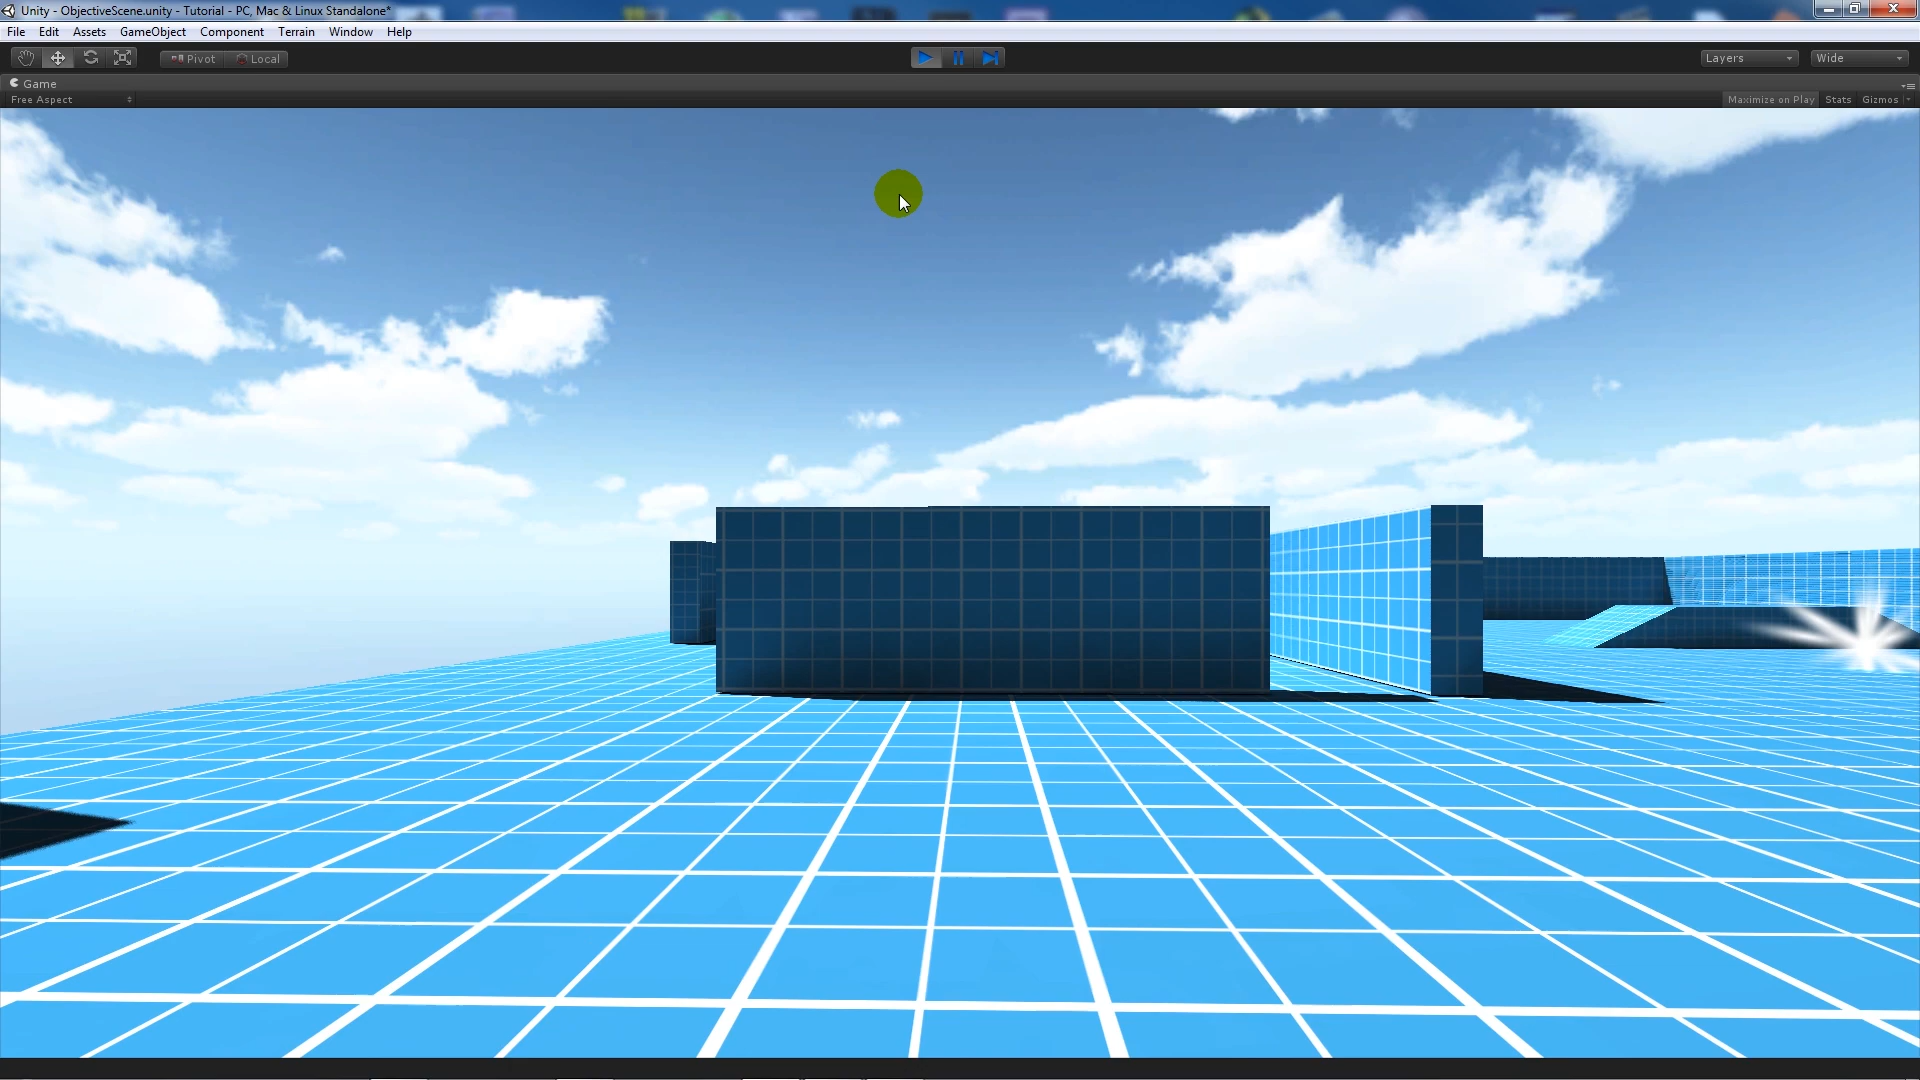 Unity - ObjectiveScene.unity - Tutorial - PC, Mac & Linux Standalone*
File Edit Assets GameObject Component Terrain Window Help
Pivot Local Layers Wide
Game
Free Aspect Maximize on Play Stats Gizmos